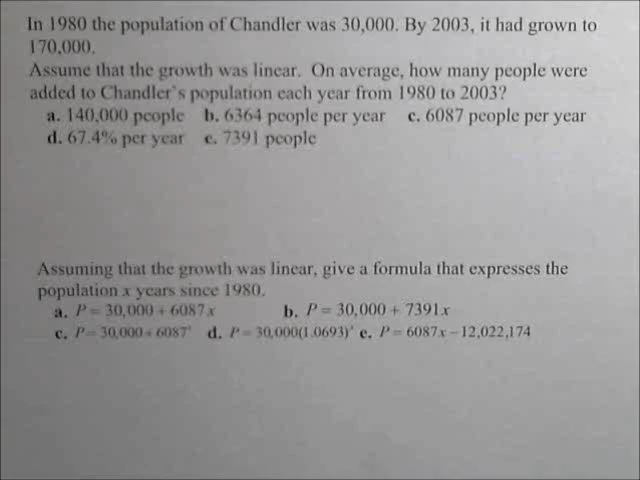 In 1980 the population of Chandler was 30,000. By 2003, it had grown to
170,000.
Assume that the growth was linear. On average, how many people were
added to Chandler's population each year from 1980 to 2003?
a. 140,000 people b. 6364 people per year c. 6087 people per year
d. 67.4% per year e. 7391 people
Assuming that the growth was linear, give a formula that expresses the
population x years since 1980.
a. P = 30,000 + 6087x b. P = 30,000 + 7391x
c. P = 30,000 + 6087ˣ d. P = 30,000(1.0693)ˣ e. P = 6087x − 12,022,174